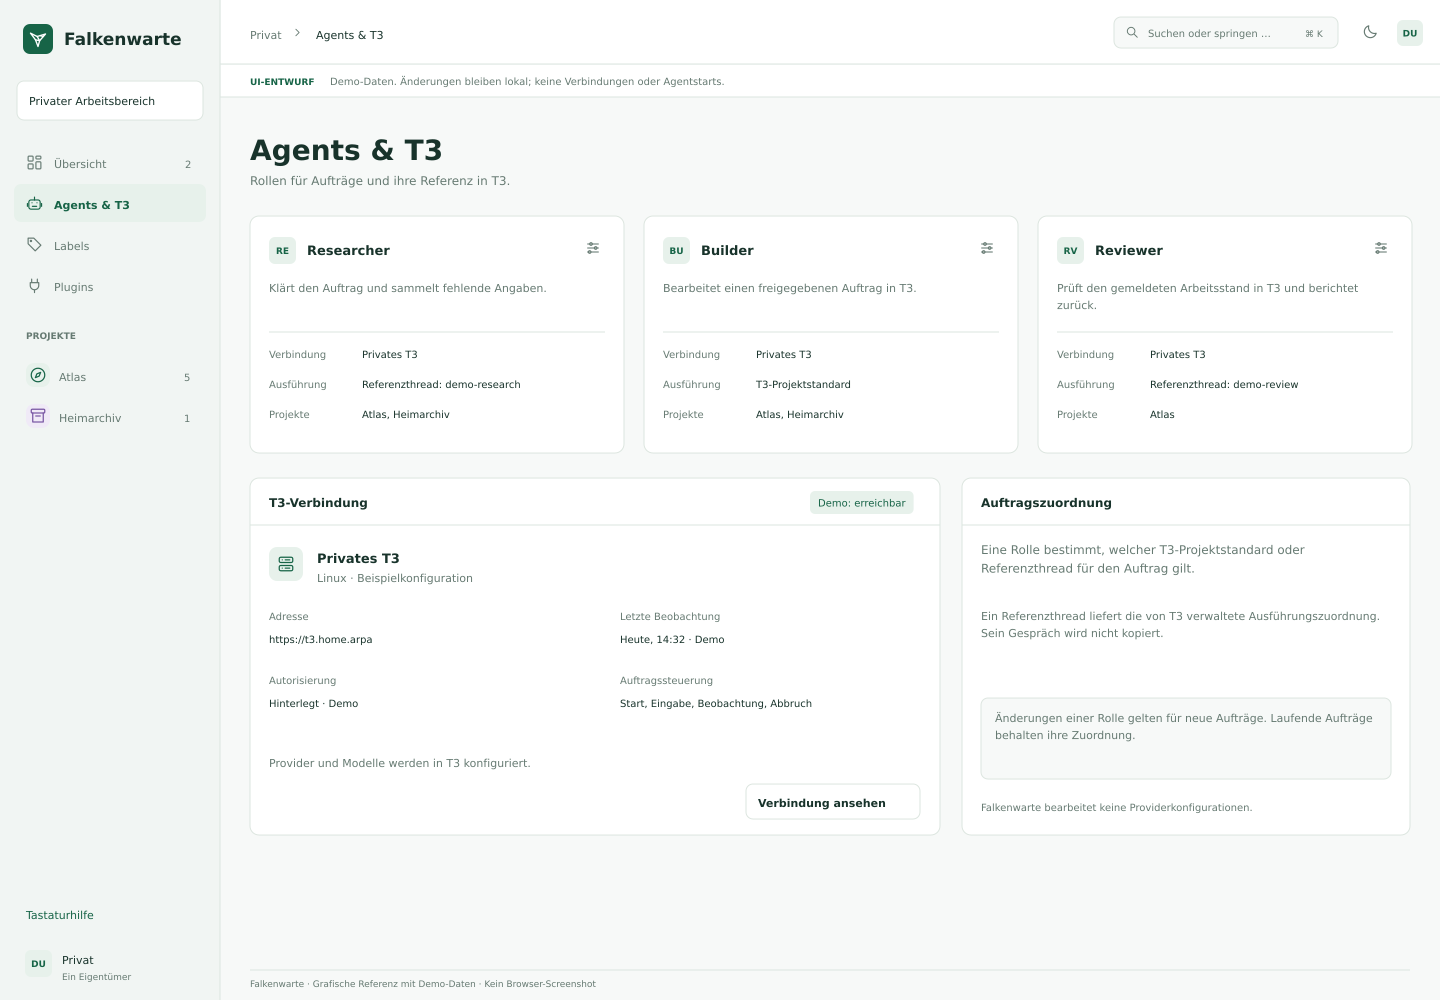 Falkenwarte
Privater Arbeitsbereich
Übersicht 2
Agents & T3
Labels
Plugins
PROJEKTE
Atlas 5
Heimarchiv 1
Tastaturhilfe
DU
Privat
Ein Eigentümer
Privat Agents & T3
Suchen oder springen ... ⌘ K
DU
UI-ENTWURF Demo-Daten. Änderungen bleiben lokal; keine Verbindungen oder Agentstarts.
Agents & T3
Rollen für Aufträge und ihre Referenz in T3.
RE Researcher
Klärt den Auftrag und sammelt fehlende Angaben.
Verbindung Privates T3
Ausführung Referenzthread: demo-research
Projekte Atlas, Heimarchiv
BU Builder
Bearbeitet einen freigegebenen Auftrag in T3.
Verbindung Privates T3
Ausführung T3-Projektstandard
Projekte Atlas, Heimarchiv
RV Reviewer
Prüft den gemeldeten Arbeitsstand in T3 und berichtet
zurück.
Verbindung Privates T3
Ausführung Referenzthread: demo-review
Projekte Atlas
T3-Verbindung Demo: erreichbar
Privates T3
Linux · Beispielkonfiguration
Adresse
https://t3.home.arpa
Letzte Beobachtung
Heute, 14:32 · Demo
Autorisierung
Hinterlegt · Demo
Auftragssteuerung
Start, Eingabe, Beobachtung, Abbruch
Provider und Modelle werden in T3 konfiguriert.
Verbindung ansehen
Auftragszuordnung
Eine Rolle bestimmt, welcher T3-Projektstandard oder
Referenzthread für den Auftrag gilt.
Ein Referenzthread liefert die von T3 verwaltete Ausführungszuordnung.
Sein Gespräch wird nicht kopiert.
Änderungen einer Rolle gelten für neue Aufträge. Laufende Aufträge
behalten ihre Zuordnung.
Falkenwarte bearbeitet keine Providerkonfigurationen.
Falkenwarte · Grafische Referenz mit Demo-Daten · Kein Browser-Screenshot